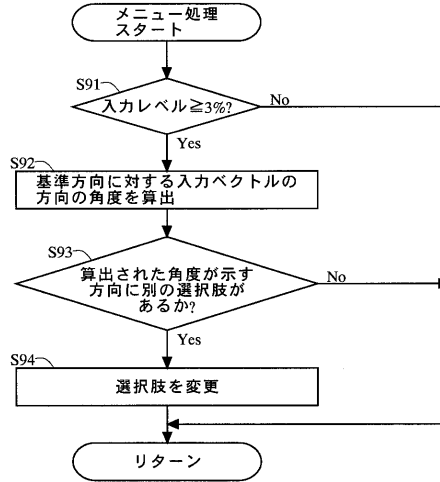 メニュー処理
スタート
S91
入力レベル≧3%?
No
Yes
S92
基準方向に対する入力ベクトルの
方向の角度を算出
S93
算出された角度が示す
方向に別の選択肢が
あるか?
No
Yes
S94
選択肢を変更
リターン